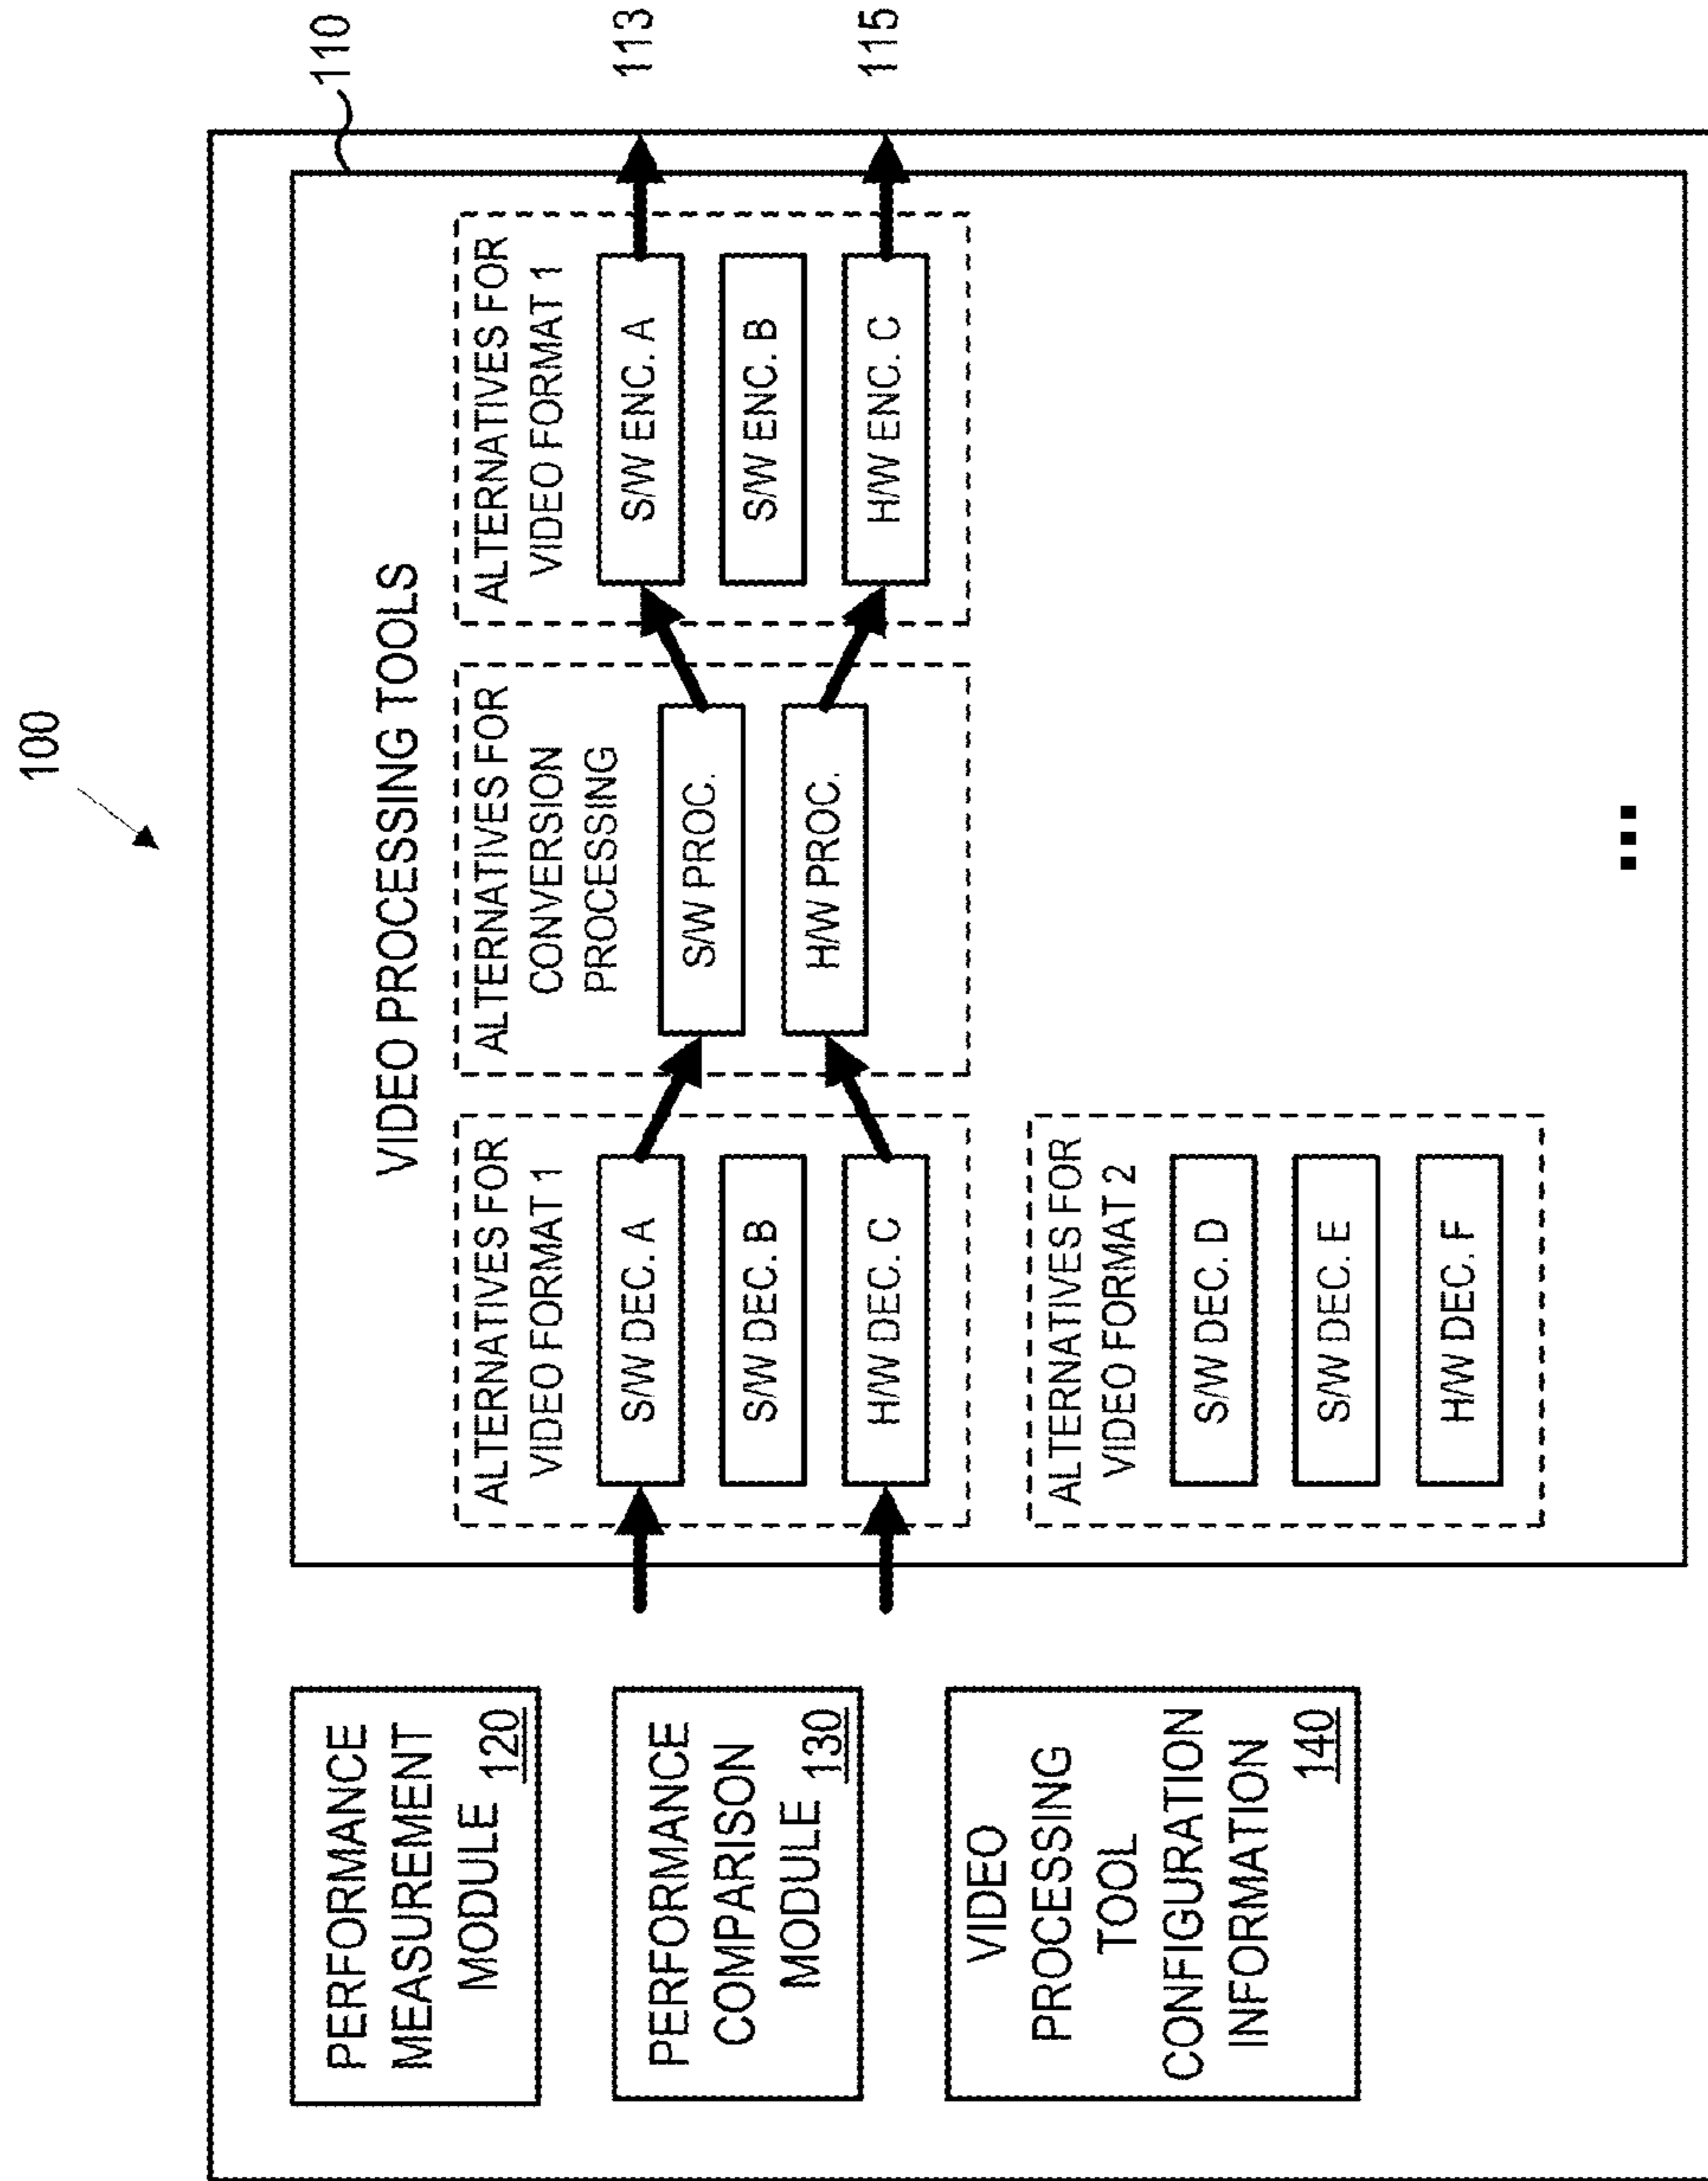 100
110
VIDEO PROCESSING TOOLS
PERFORMANCE
MEASUREMENT
MODULE 120
PERFORMANCE
COMPARISON
MODULE 130
VIDEO
PROCESSING
TOOL
CONFIGURATION
INFORMATION
140
ALTERNATIVES FOR
VIDEO FORMAT 1
S/W DEC. A
S/W DEC. B
H/W DEC. C
ALTERNATIVES FOR
CONVERSION
PROCESSING
S/W PROC.
H/W PROC.
ALTERNATIVES FOR
VIDEO FORMAT 1
S/W ENC. A
S/W ENC. B
H/W ENC. C
113
115
ALTERNATIVES FOR
VIDEO FORMAT 2
S/W DEC. D
S/W DEC. E
H/W DEC. F
...